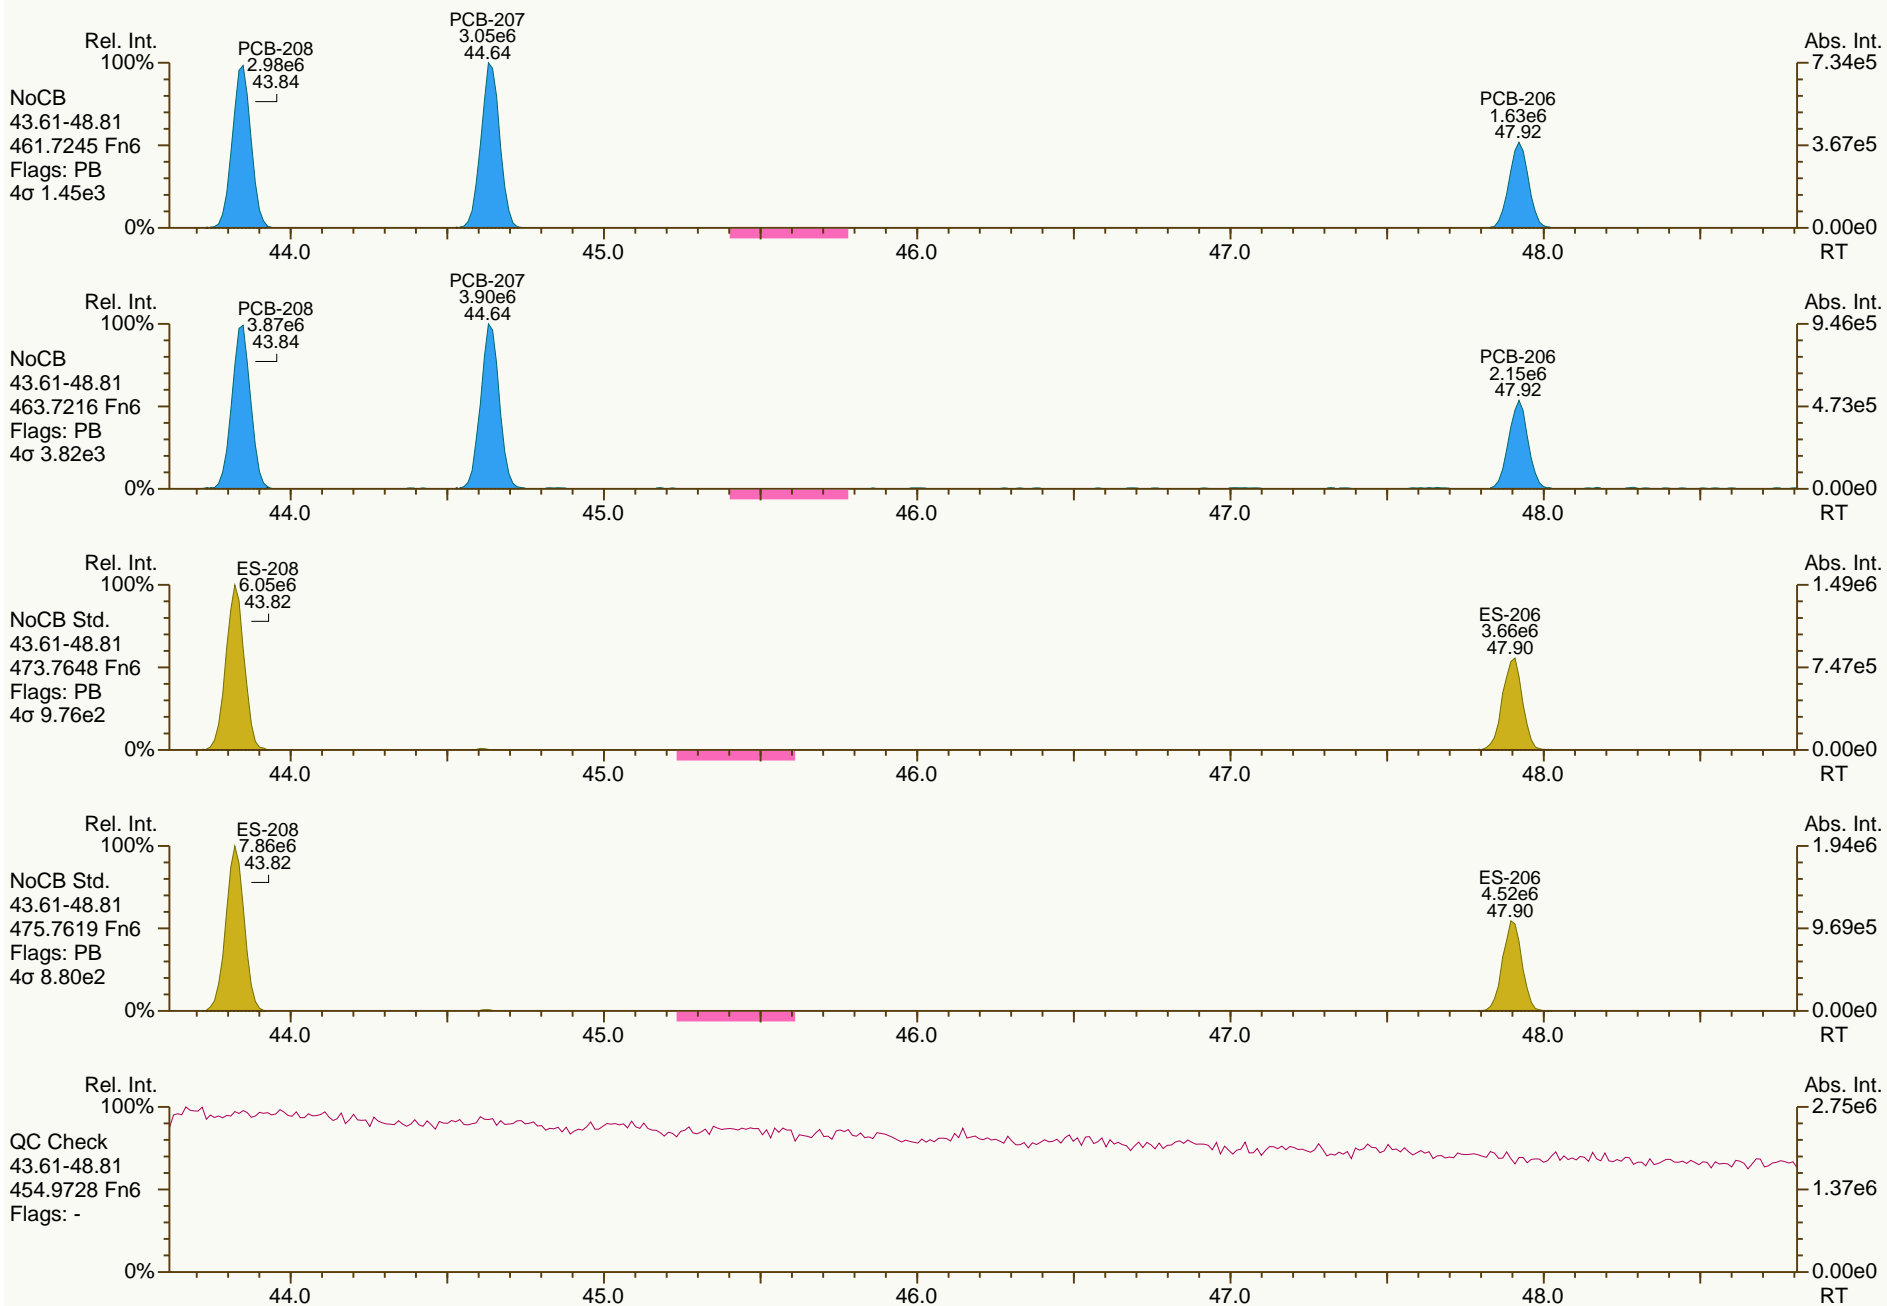 Rel. Int.
Abs. Int.
100%
0%
7.34e5
3.67e5
0.00e0
NoCB
43.61-48.81
461.7245 Fn6
Flags: PB
4σ 1.45e3
PCB-208
2.98e6
43.84
PCB-207
3.05e6
44.64
PCB-206
1.63e6
47.92
44.0 45.0 46.0 47.0 48.0 RT
Rel. Int.
Abs. Int.
100%
0%
9.46e5
4.73e5
0.00e0
NoCB
43.61-48.81
463.7216 Fn6
Flags: PB
4σ 3.82e3
PCB-208
3.87e6
43.84
PCB-207
3.90e6
44.64
PCB-206
2.15e6
47.92
44.0 45.0 46.0 47.0 48.0 RT
Rel. Int.
Abs. Int.
100%
0%
1.49e6
7.47e5
0.00e0
NoCB Std.
43.61-48.81
473.7648 Fn6
Flags: PB
4σ 9.76e2
ES-208
6.05e6
43.82
ES-206
3.66e6
47.90
44.0 45.0 46.0 47.0 48.0 RT
Rel. Int.
Abs. Int.
100%
0%
1.94e6
9.69e5
0.00e0
NoCB Std.
43.61-48.81
475.7619 Fn6
Flags: PB
4σ 8.80e2
ES-208
7.86e6
43.82
ES-206
4.52e6
47.90
44.0 45.0 46.0 47.0 48.0 RT
Rel. Int.
Abs. Int.
100%
0%
2.75e6
1.37e6
0.00e0
QC Check
43.61-48.81
454.9728 Fn6
Flags: -
44.0 45.0 46.0 47.0 48.0 RT